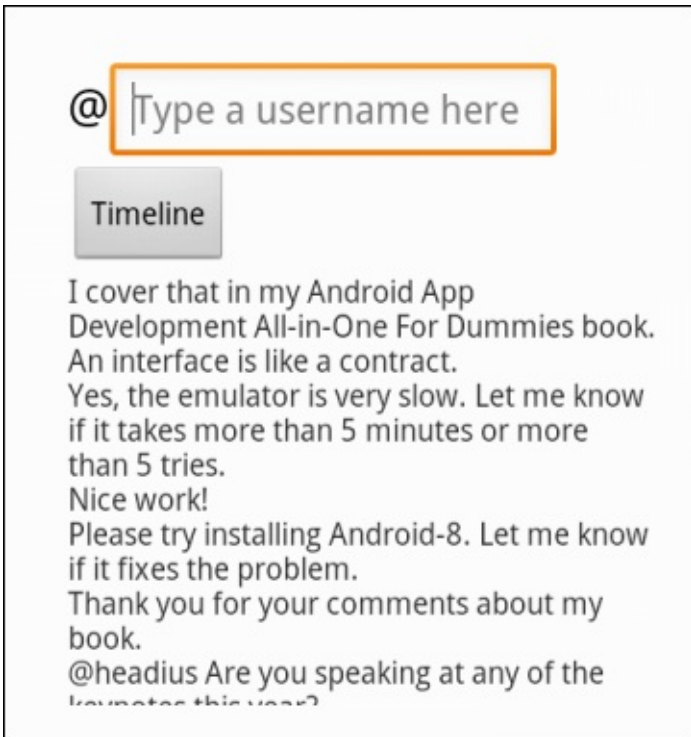 @ Type a username here
Timeline
I cover that in my Android App
Development All-in-One For Dummies book.
An interface is like a contract.
Yes, the emulator is very slow. Let me know
if it takes more than 5 minutes or more
than 5 tries.
Nice work!
Please try installing Android-8. Let me know
if it fixes the problem.
Thank you for your comments about my
book.
@headius Are you speaking at any of the
keynotes this year?